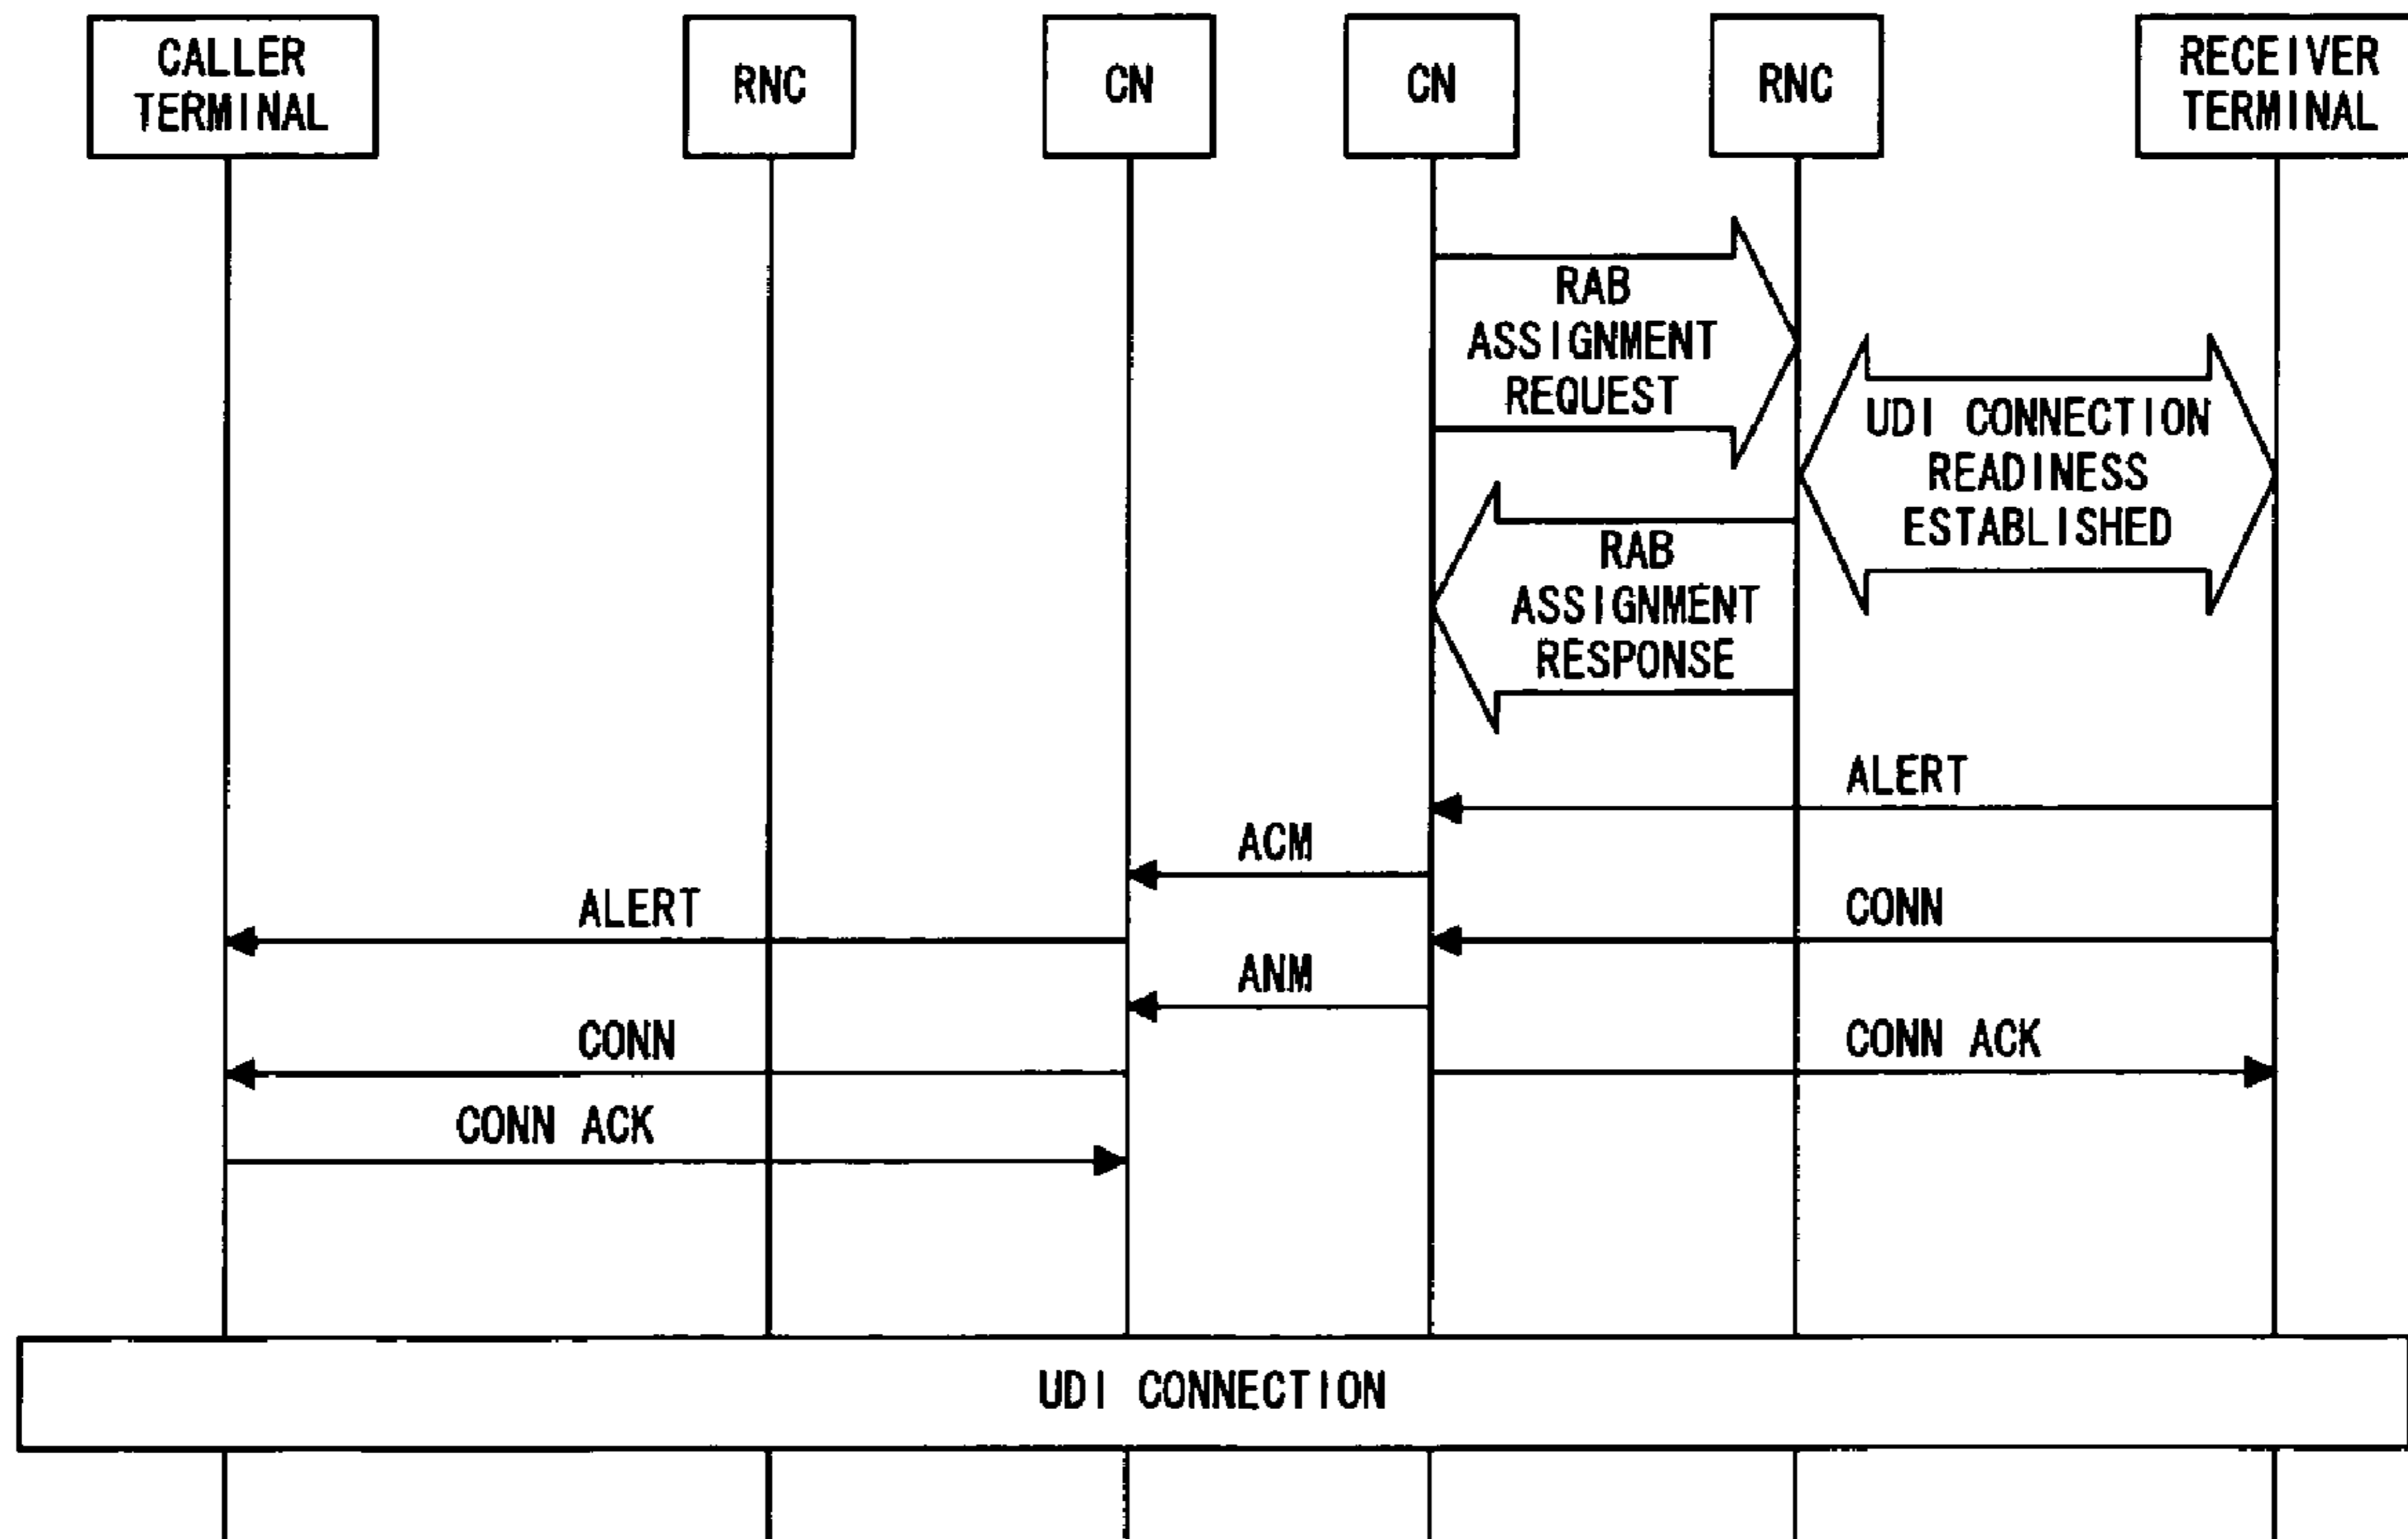 CALLER
TERMINAL
RNC
CN
CN
RNC
RECEIVER
TERMINAL
RAB
ASSIGNMENT
REQUEST
UDI CONNECTION
READINESS
ESTABLISHED
RAB
ASSIGNMENT
RESPONSE
ALERT
ACM
ALERT
CONN
ANM
CONN
CONN ACK
CONN ACK
UDI CONNECTION